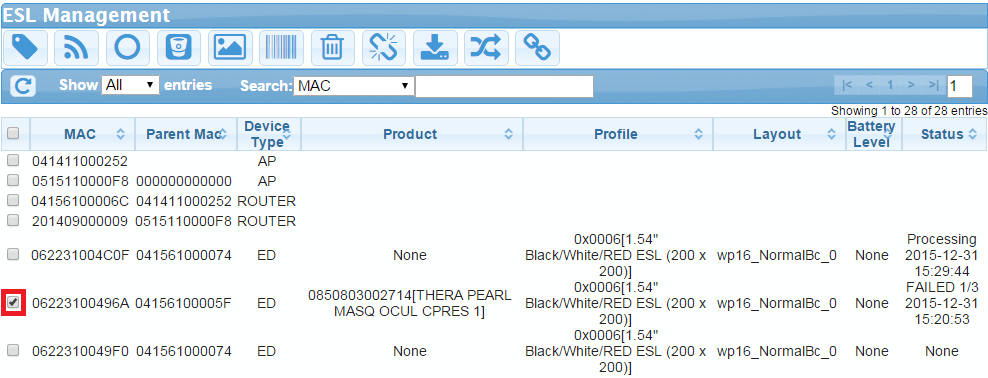 ESL Management
Show All entries Search: MAC |< < 1 > >| 1
Showing 1 to 28 of 28 entries
MAC Parent Mac Device Type Product Profile Layout Battery Level Status
041411000252 AP
0515110000F8 000000000000 AP
04156100006C 041411000252 ROUTER
201409000009 0515110000F8 ROUTER
062231004C0F 041561000074 ED None 0x0006[1.54" Black/White/RED ESL (200 x 200)] wp16_NormalBc_0 None Processing 2015-12-31 15:29:44
06223100496A 04156100005F ED 0850803002714[THERA PEARL MASQ OCUL CPRES 1] 0x0006[1.54" Black/White/RED ESL (200 x 200)] wp16_NormalBc_0 None FAILED 1/3 2015-12-31 15:20:53
0622310049F0 041561000074 ED None 0x0006[1.54" Black/White/RED ESL (200 x 200)] wp16_NormalBc_0 None None